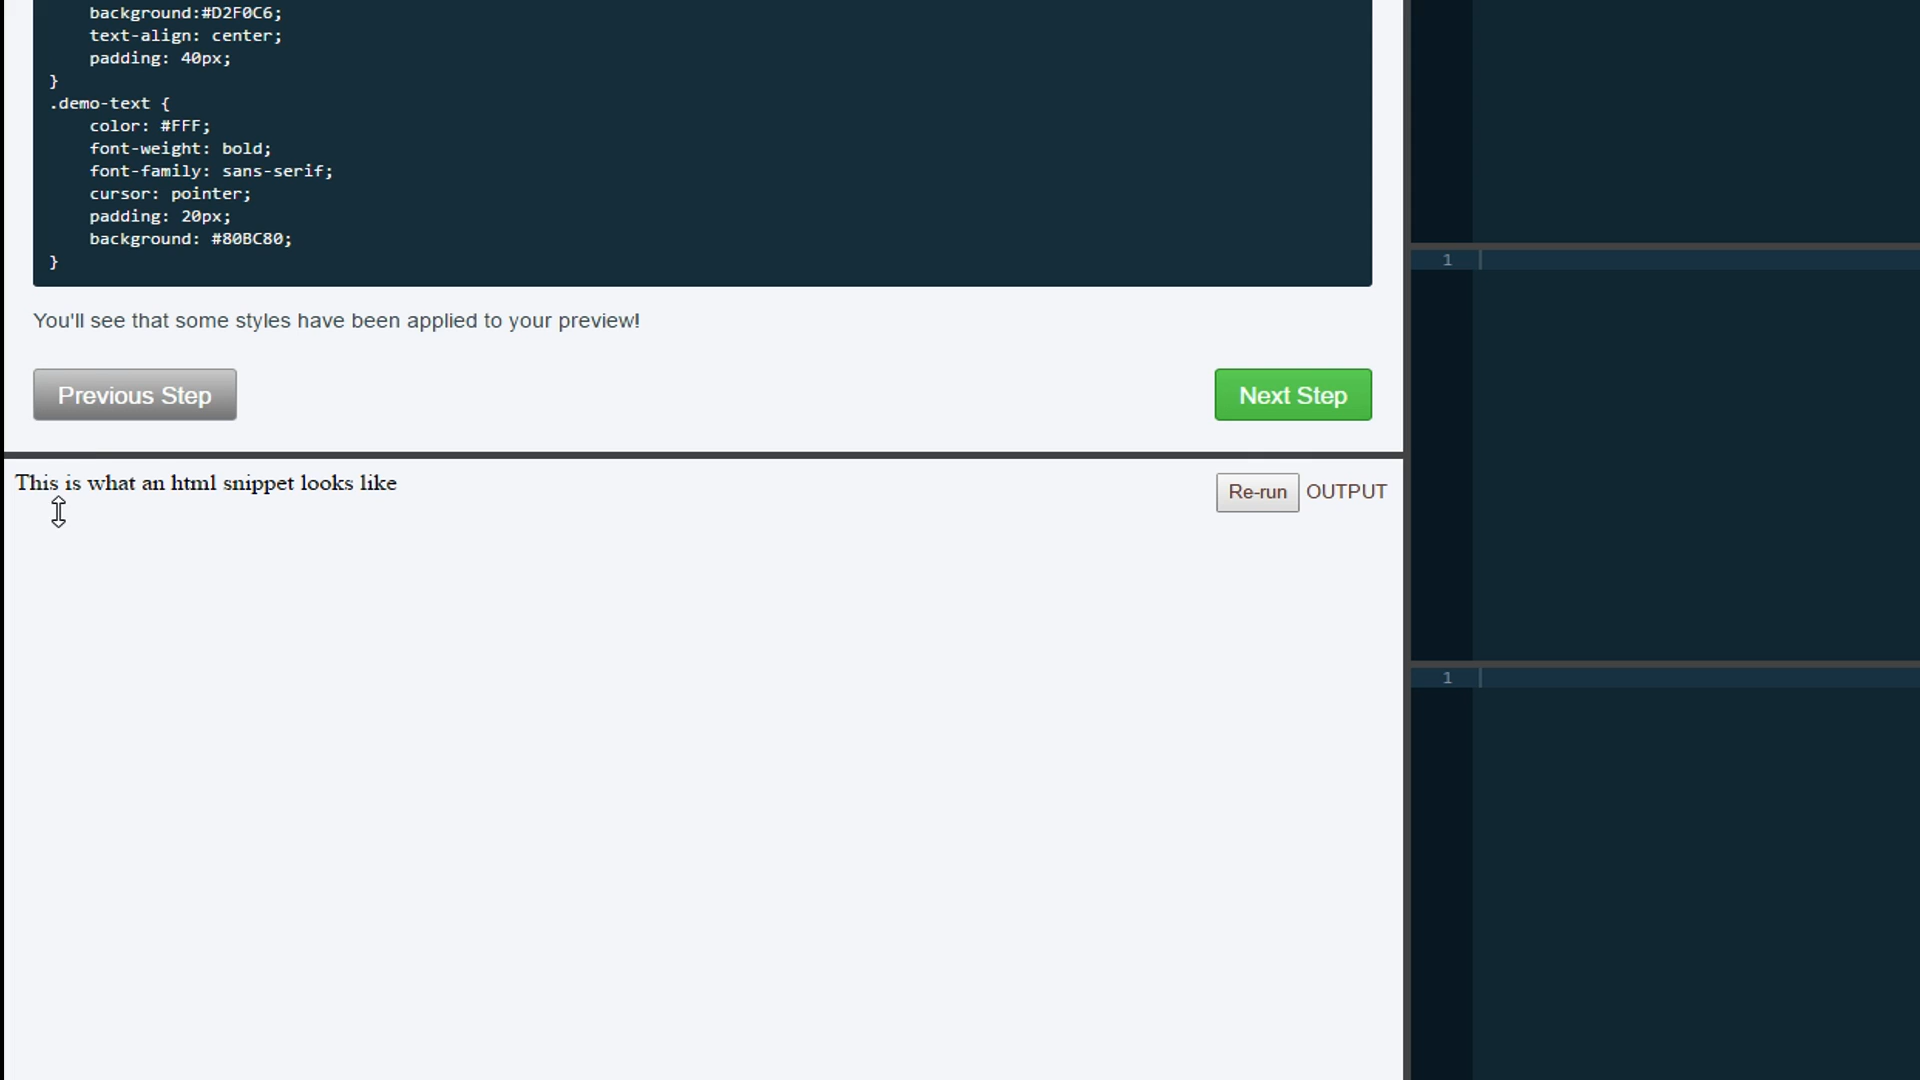 background:#D2F0C6;
text-align: center;
padding: 40px;
}
.demo-text {
color: #FFF;
font-weight: bold;
font-family: sans-serif;
cursor: pointer;
padding: 20px;
background: #80BC80;
}
You'll see that some styles have been applied to your preview!
Previous Step
Next Step
This is what an html snippet looks like
Re-run OUTPUT
1
1